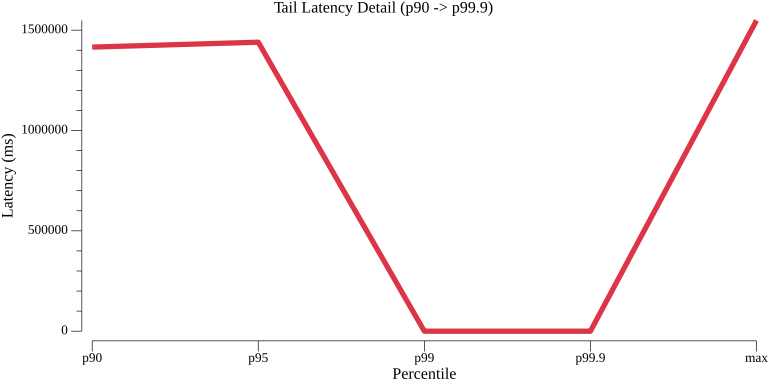 Tail Latency Detail (p90 -> p99.9)
1500000
1000000
500000
0
Latency (ms)
p90 p95 p99 p99.9 max
Percentile